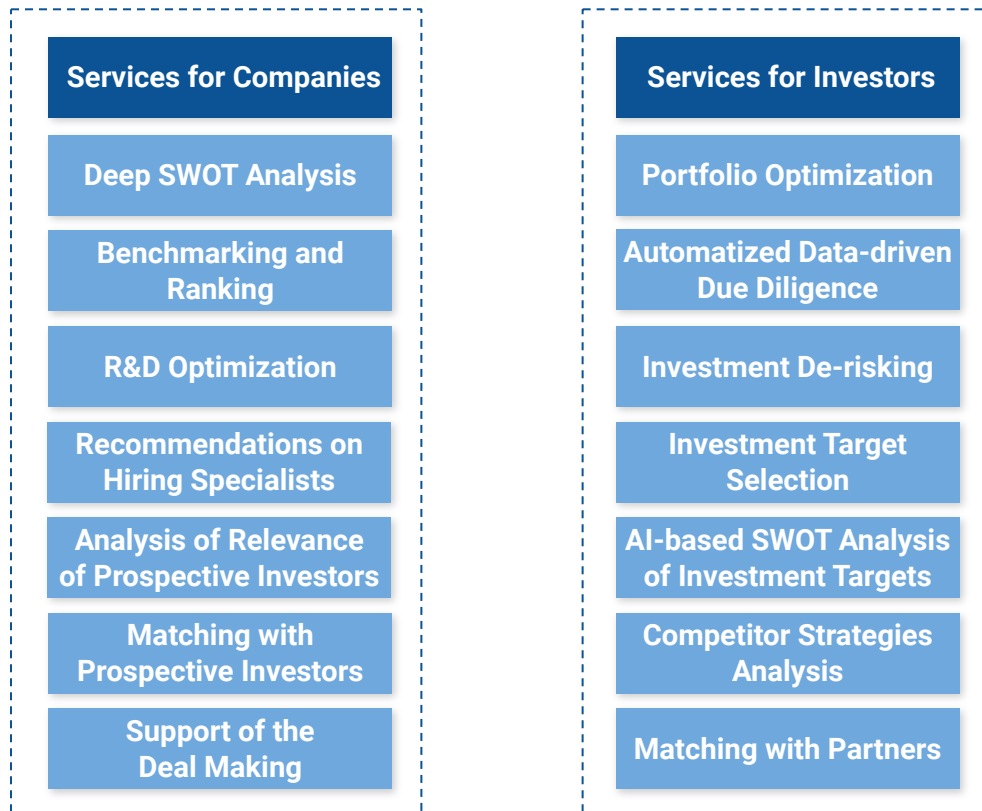 Services for Companies
Deep SWOT Analysis
Benchmarking and
Ranking
R&D Optimization
Recommendations on
Hiring Specialists
Analysis of Relevance
of Prospective Investors
Matching with
Prospective Investors
Support of the
Deal Making
Services for Investors
Portfolio Optimization
Automatized Data-driven
Due Diligence
Investment De-risking
Investment Target
Selection
AI-based SWOT Analysis
of Investment Targets
Competitor Strategies
Analysis
Matching with Partners